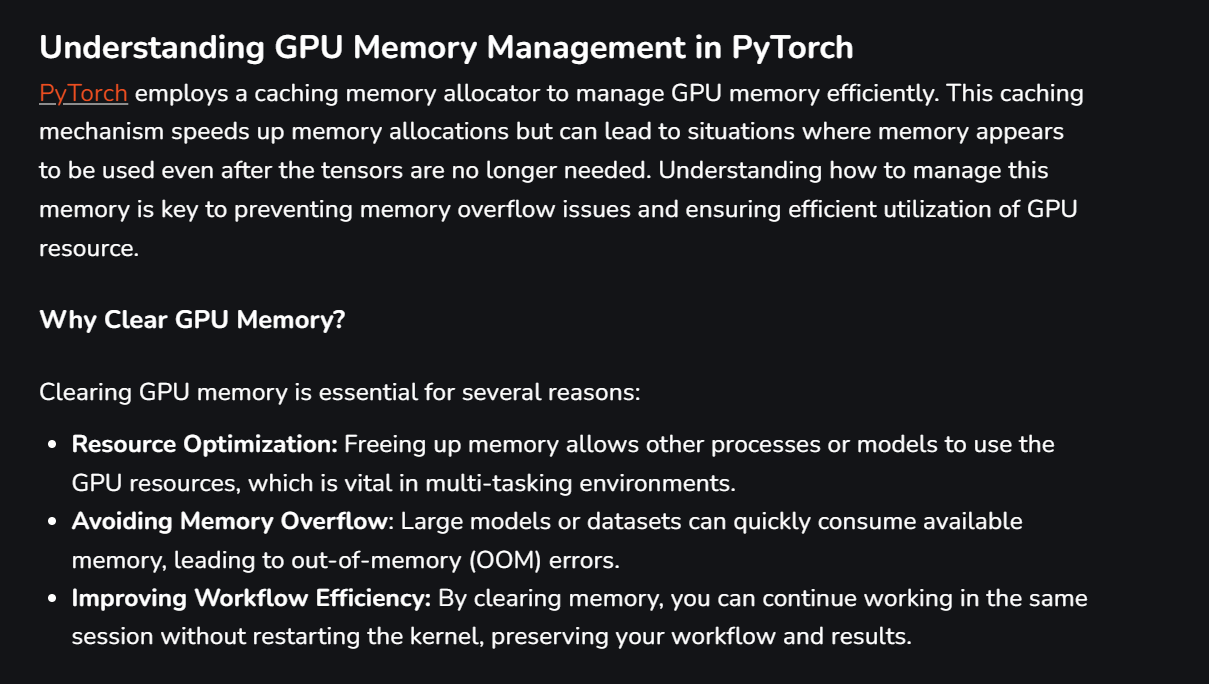 Understanding GPU Memory Management in PyTorch
PyTorch employs a caching memory allocator to manage GPU memory efficiently. This caching
mechanism speeds up memory allocations but can lead to situations where memory appears
to be used even after the tensors are no longer needed. Understanding how to manage this
memory is key to preventing memory overflow issues and ensuring efficient utilization of GPU
resource.
Why Clear GPU Memory?
Clearing GPU memory is essential for several reasons:
• Resource Optimization: Freeing up memory allows other processes or models to use the
GPU resources, which is vital in multi-tasking environments.
• Avoiding Memory Overflow: Large models or datasets can quickly consume available
memory, leading to out-of-memory (OOM) errors.
• Improving Workflow Efficiency: By clearing memory, you can continue working in the same
session without restarting the kernel, preserving your workflow and results.